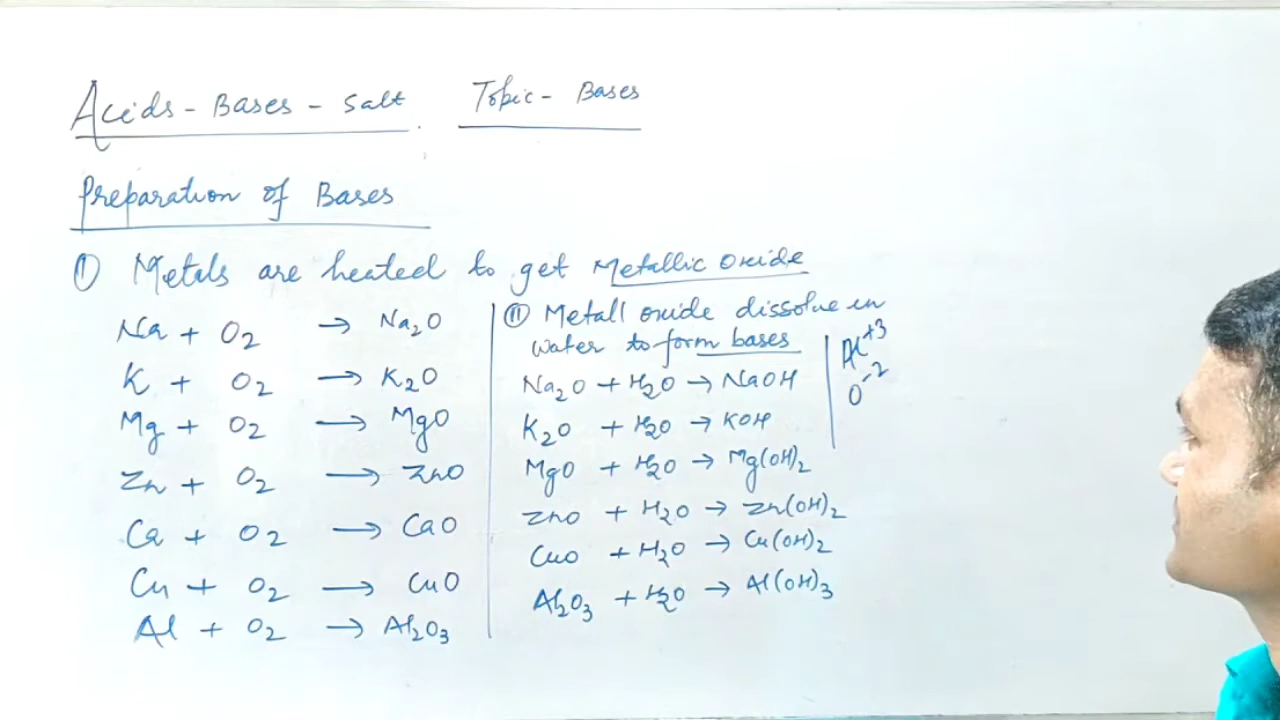 Acids - Bases - Salt Topic - Bases
Preparation of Bases
① Metals are heated to get Metallic oxide
Na + O2 → Na2O
K + O2 → K2O
Mg + O2 → MgO
Zn + O2 → ZnO
Ca + O2 → CaO
Cu + O2 → CuO
Al + O2 → Al2O3
② Metall oxide dissolve in
water to form bases
Na2O + H2O → NaOH
K2O + H2O → KOH
MgO + H2O → Mg(OH)2
ZnO + H2O → Zn(OH)2
CuO + H2O → Cu(OH)2
Al2O3 + H2O → Al(OH)3
Al+3
O-2